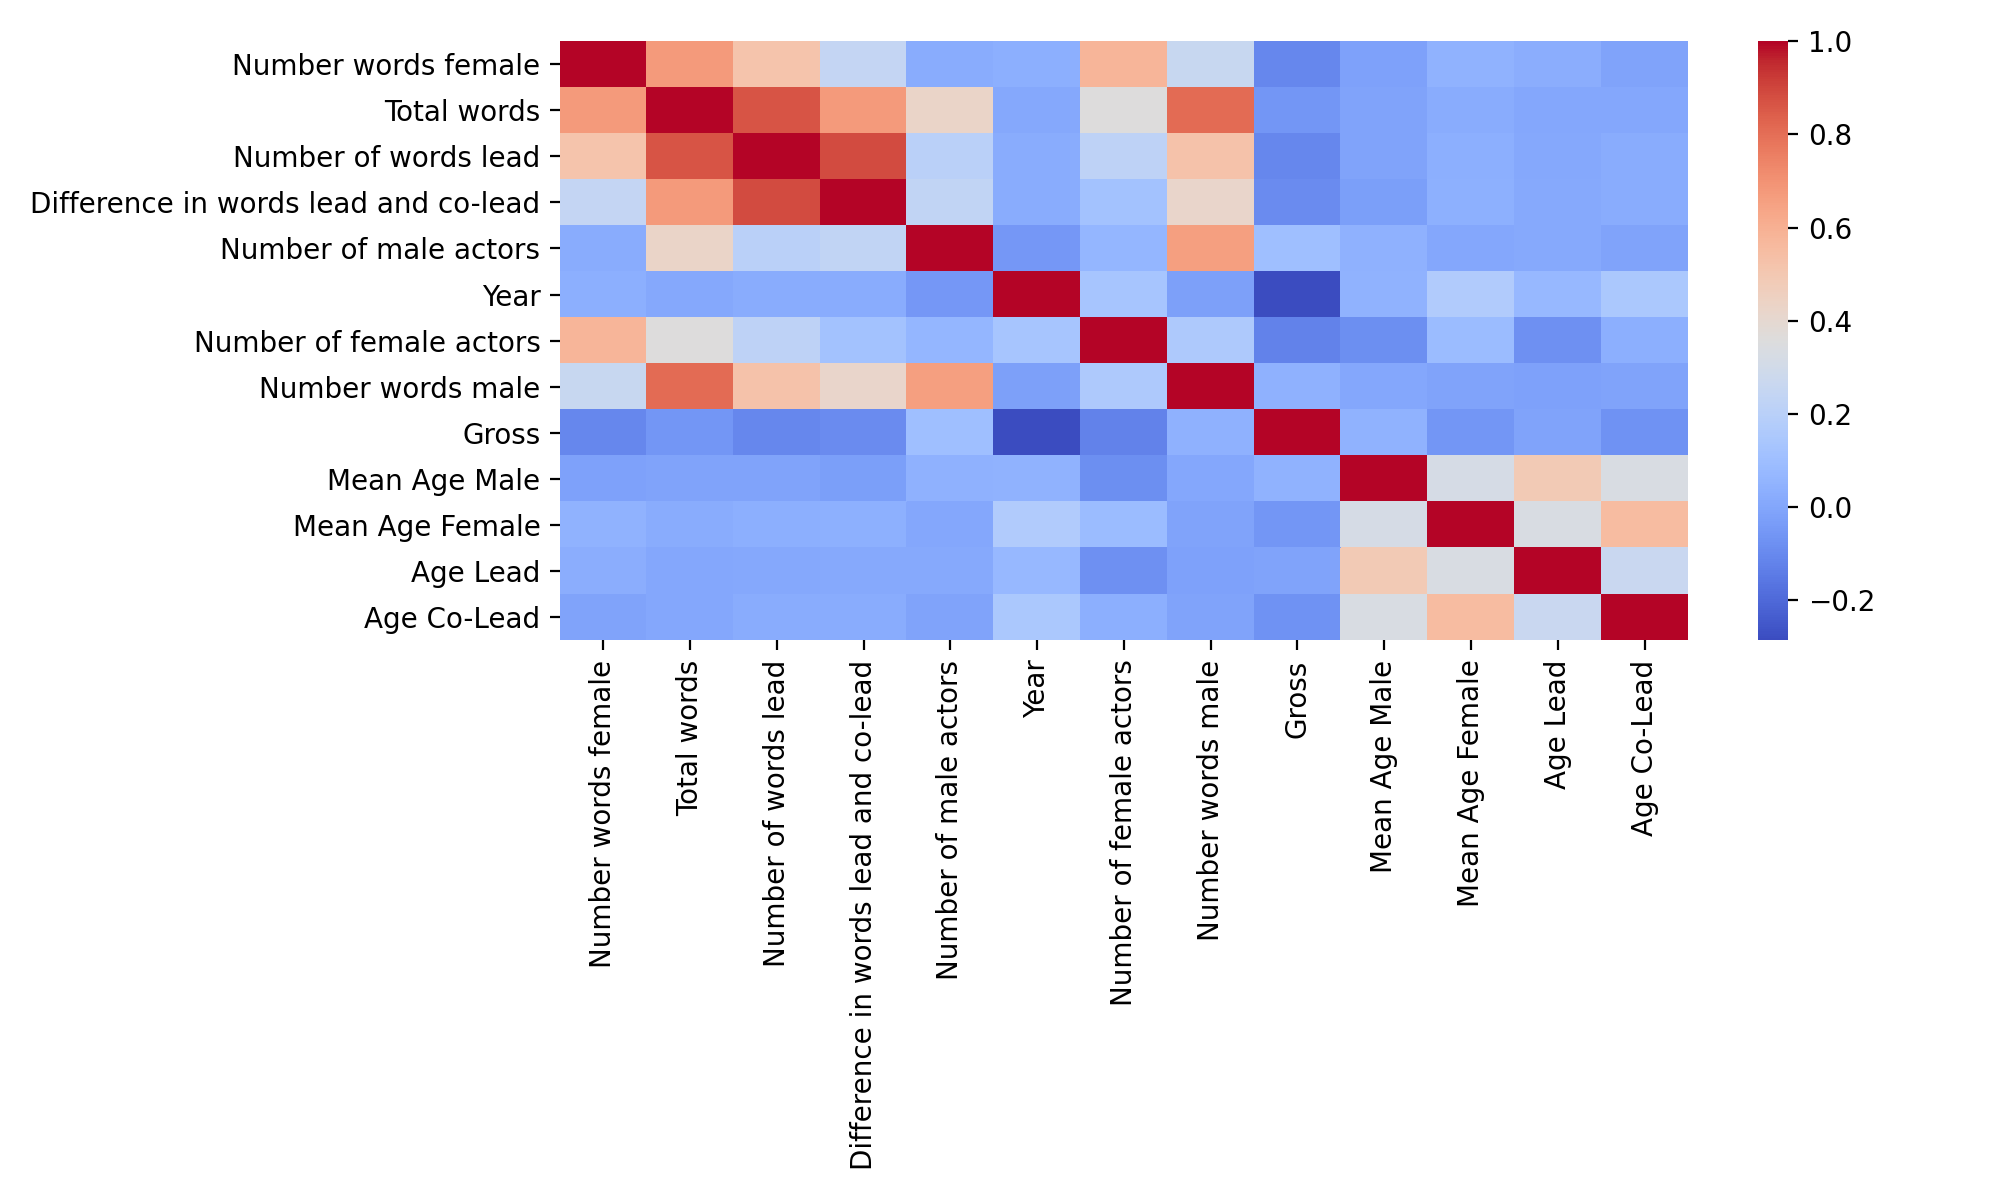 Number words female
Total words
Number of words lead
Difference in words lead and co-lead
Number of male actors
Year
Number of female actors
Number words male
Gross
Mean Age Male
Mean Age Female
Age Lead
Age Co-Lead
Number words female
Total words
Number of words lead
Difference in words lead and co-lead
Number of male actors
Year
Number of female actors
Number words male
Gross
Mean Age Male
Mean Age Female
Age Lead
Age Co-Lead
1.0
0.8
0.6
0.4
0.2
0.0
−0.2